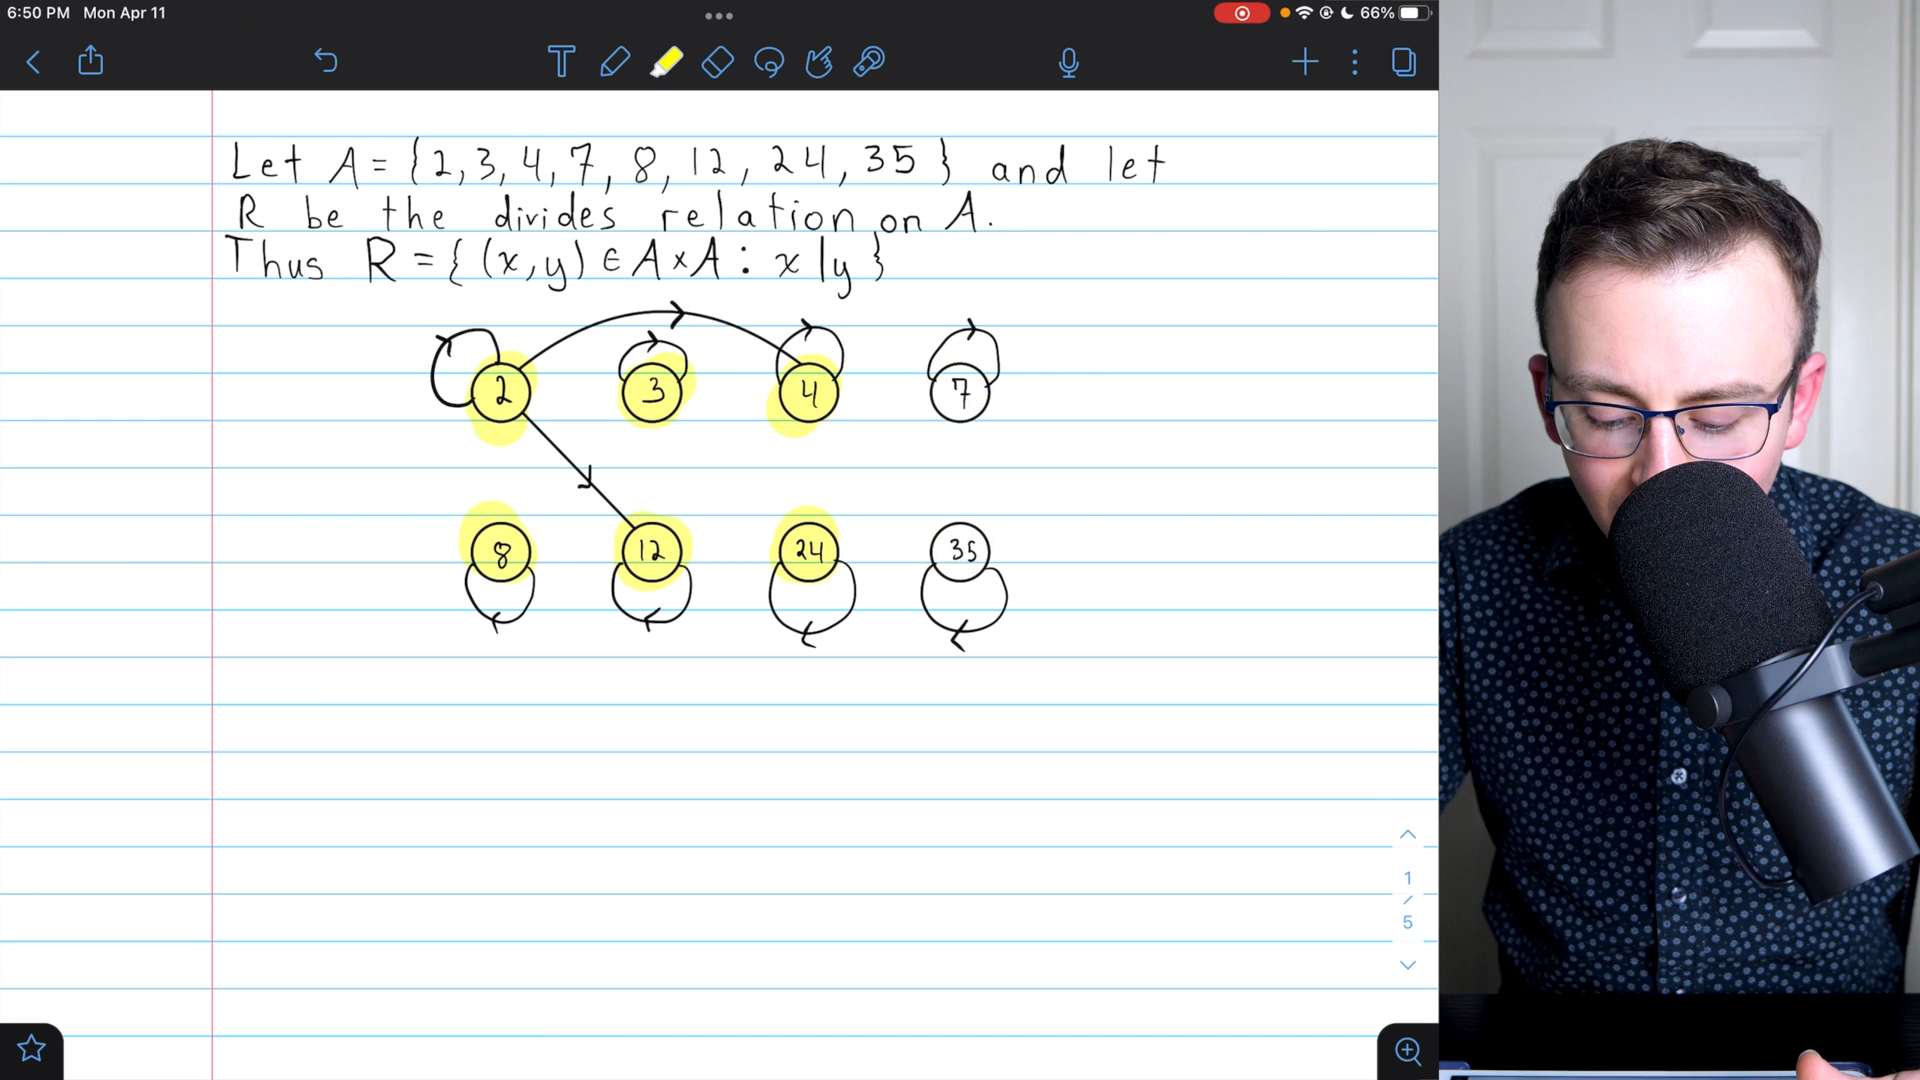 6:50 PM Mon Apr 11
66%
T
Let A = {2, 3, 4, 7, 8, 12, 24, 35} and let
R be the divides relation on A.
Thus R = { (x,y) ∈ A×A : x|y }
2 3 4 7
8 12 24 35
1
/
5